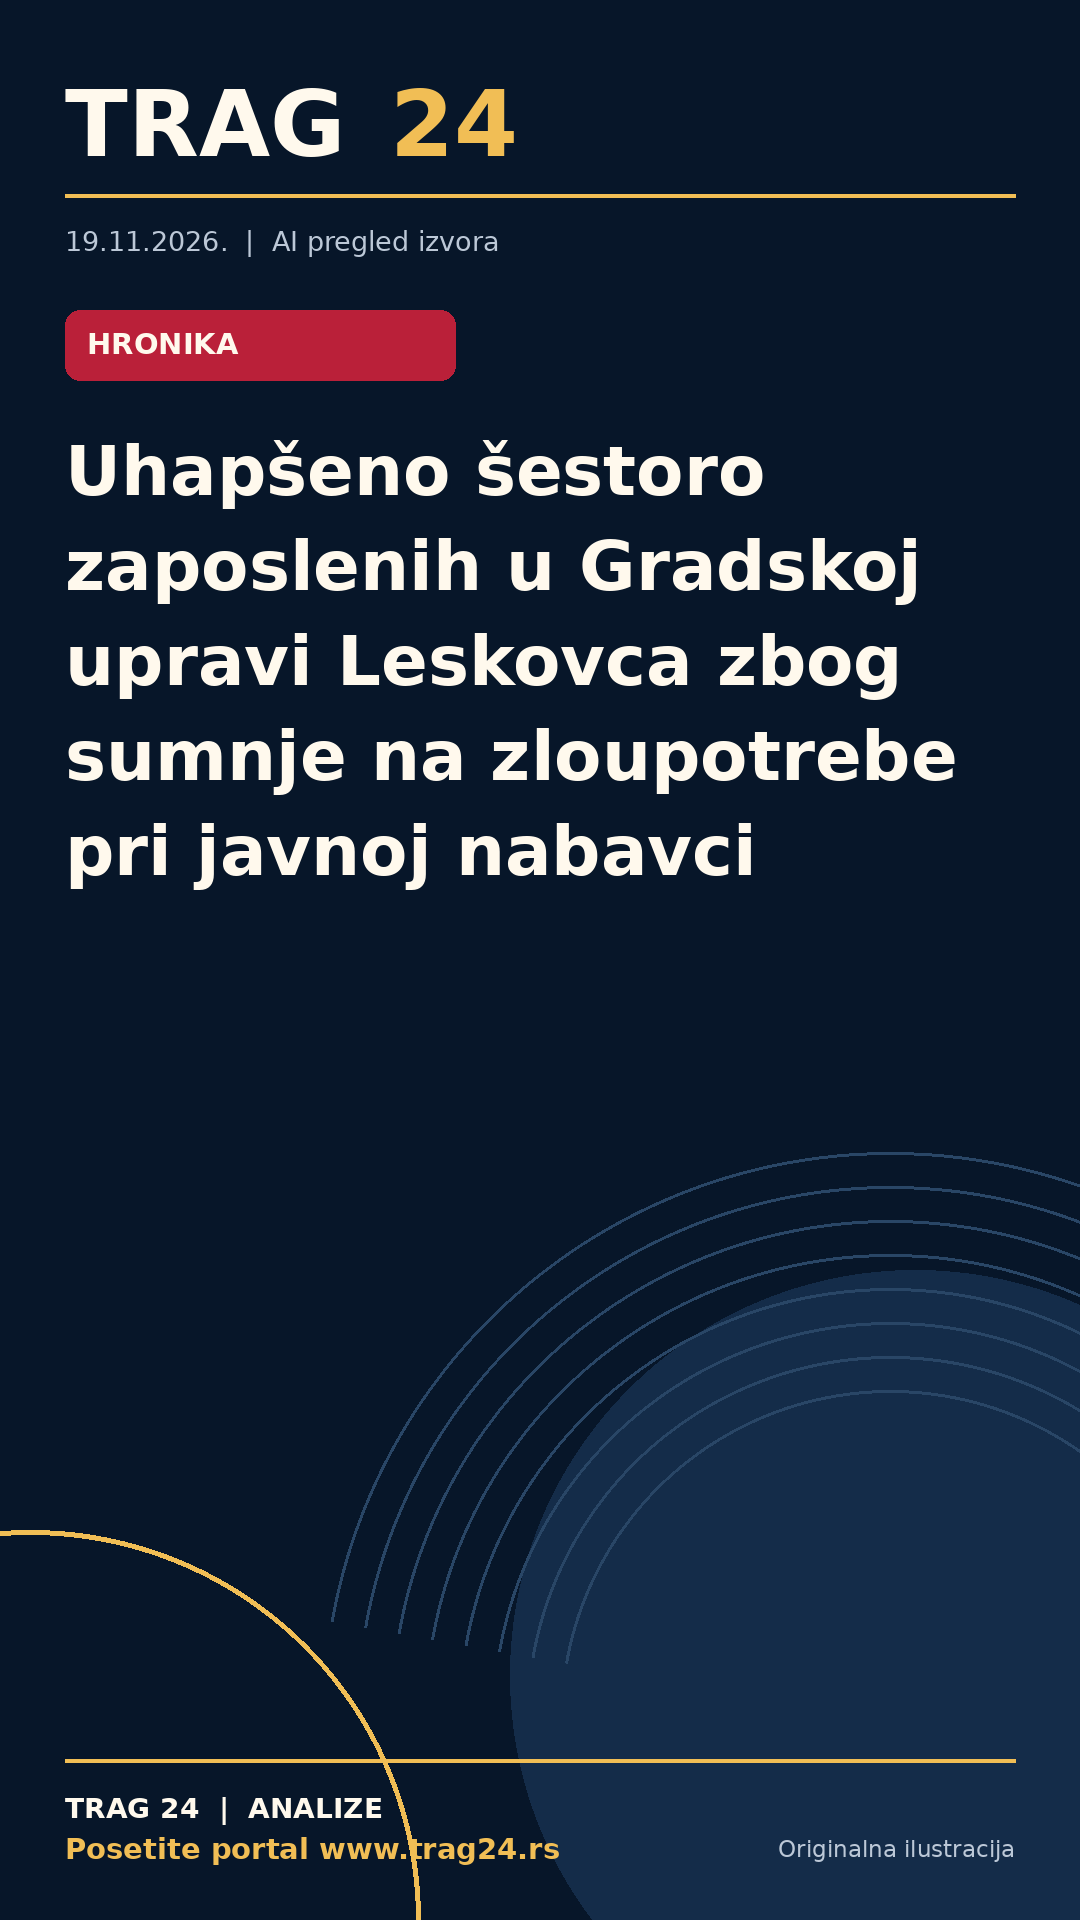 TRAG 24
19.11.2026. | AI pregled izvora
HRONIKA
Uhapšeno šestoro
zaposlenih u Gradskoj
upravi Leskovca zbog
sumnje na zloupotrebe
pri javnoj nabavci
TRAG 24 | ANALIZE
Posetite portal www.trag24.rs
Originalna ilustracija